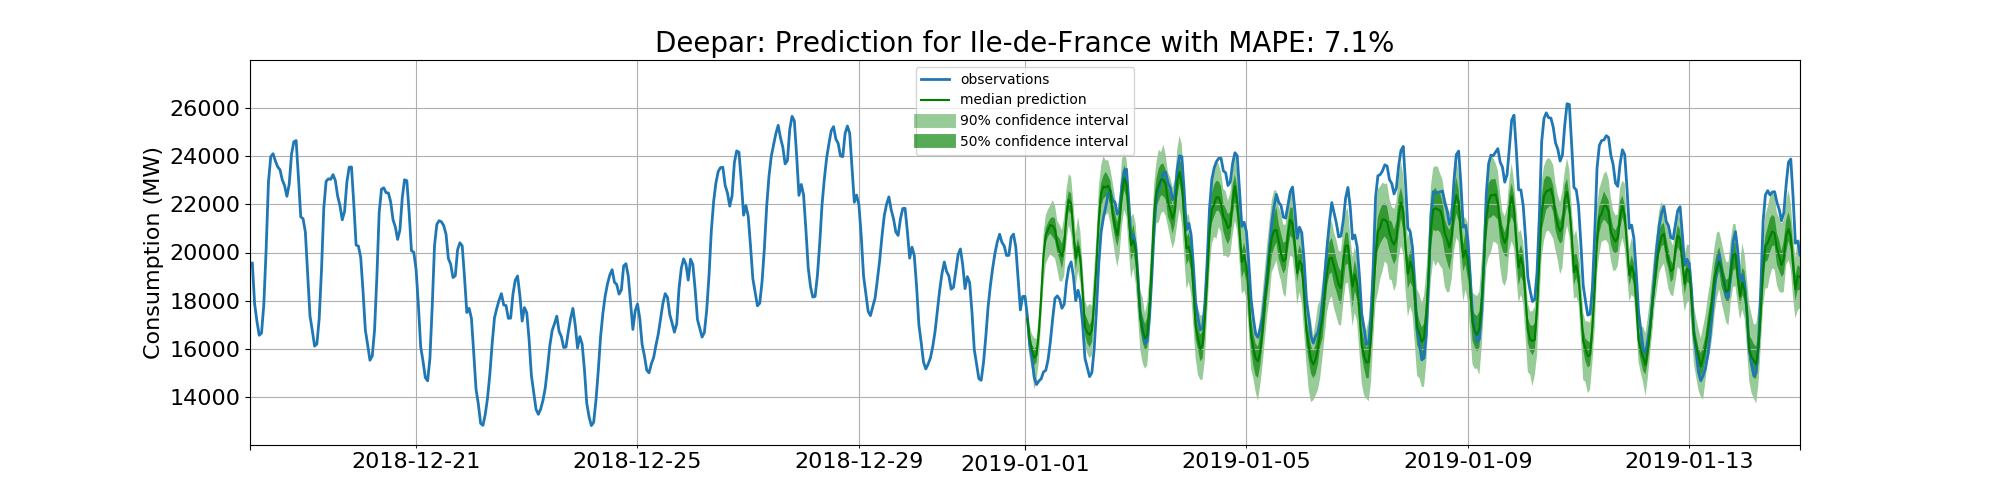 Deepar: Prediction for Ile-de-France with MAPE: 7.1%
observations
median prediction
90% confidence interval
50% confidence interval
Consumption (MW)
26000
24000
22000
20000
18000
16000
14000
2018-12-21
2018-12-25
2018-12-29
2019-01-01
2019-01-05
2019-01-09
2019-01-13